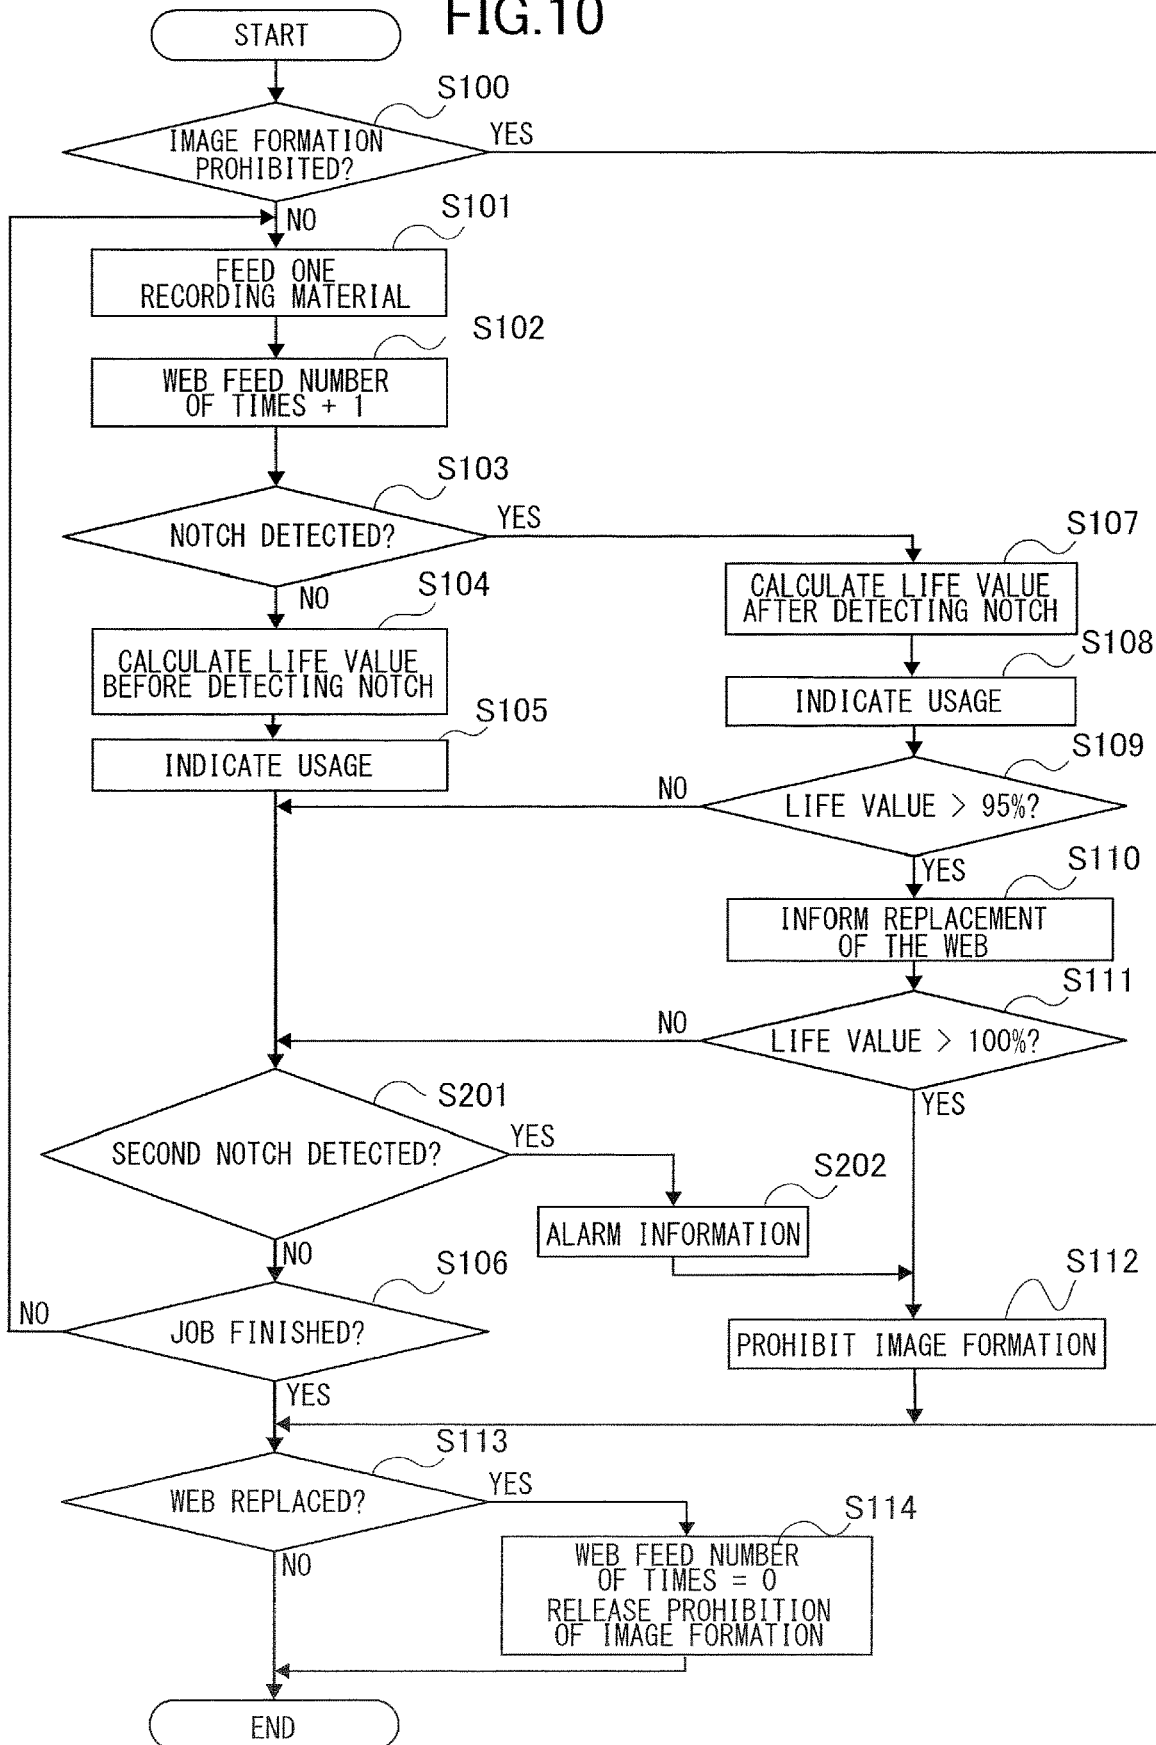 FIG.10
START
S100
IMAGE FORMATION
PROHIBITED?
YES
NO
S101
FEED ONE
RECORDING MATERIAL
S102
WEB FEED NUMBER
OF TIMES + 1
S103
NOTCH DETECTED?
YES
NO
S104
CALCULATE LIFE VALUE
BEFORE DETECTING NOTCH
S105
INDICATE USAGE
S107
CALCULATE LIFE VALUE
AFTER DETECTING NOTCH
S108
INDICATE USAGE
S109
LIFE VALUE > 95%?
NO
YES
S110
INFORM REPLACEMENT
OF THE WEB
S111
LIFE VALUE > 100%?
NO
YES
S201
SECOND NOTCH DETECTED?
YES
S202
ALARM INFORMATION
NO
S106
JOB FINISHED?
NO
YES
S112
PROHIBIT IMAGE FORMATION
S113
WEB REPLACED?
YES
NO
S114
WEB FEED NUMBER
OF TIMES = 0
RELEASE PROHIBITION
OF IMAGE FORMATION
END